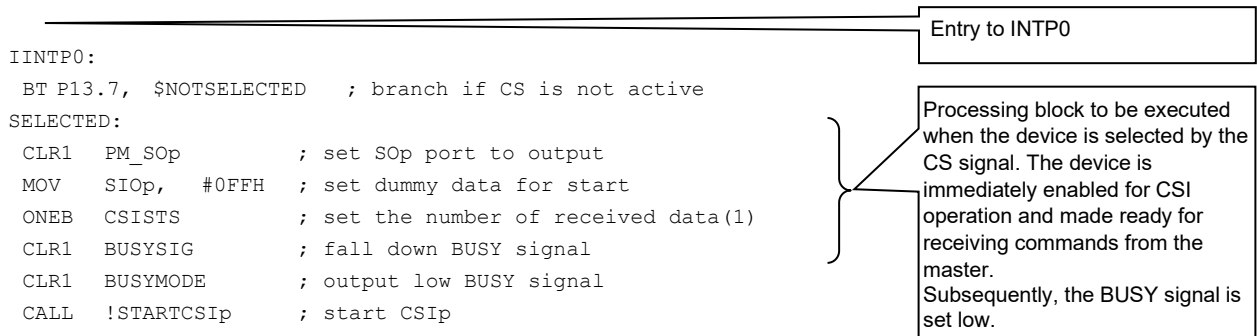 Entry to INTP0
IINTP0:
BT P13.7, $NOTSELECTED ; branch if CS is not active
SELECTED:
CLR1 PM_SOp ; set SOp port to output
MOV SIOp, #0FFH ; set dummy data for start
ONEB CSISTS ; set the number of received data(1)
CLR1 BUSYSIG ; fall down BUSY signal
CLR1 BUSYMODE ; output low BUSY signal
CALL !STARTCSIp ; start CSIp
Processing block to be executed
when the device is selected by the
CS signal. The device is
immediately enabled for CSI
operation and made ready for
receiving commands from the
master.
Subsequently, the BUSY signal is
set low.